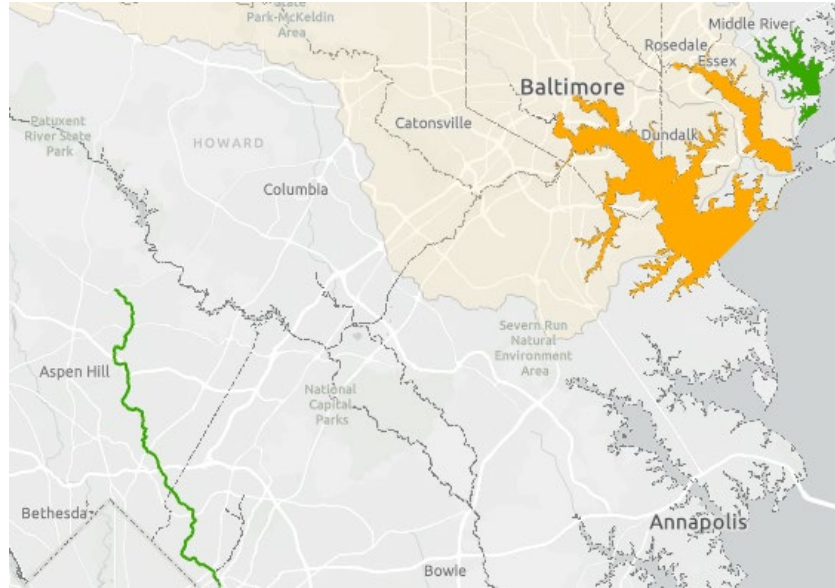 State
Park-McKeldin
Area
Middle River
Rosedale
Essex
Baltimore
Patuxent
River State
Park
Catonsville
Dundalk
HOWARD
Columbia
Severn Run
Natural
Environment
Area
Aspen Hill
National
Capital
Parks
Bethesda
Annapolis
Bowie